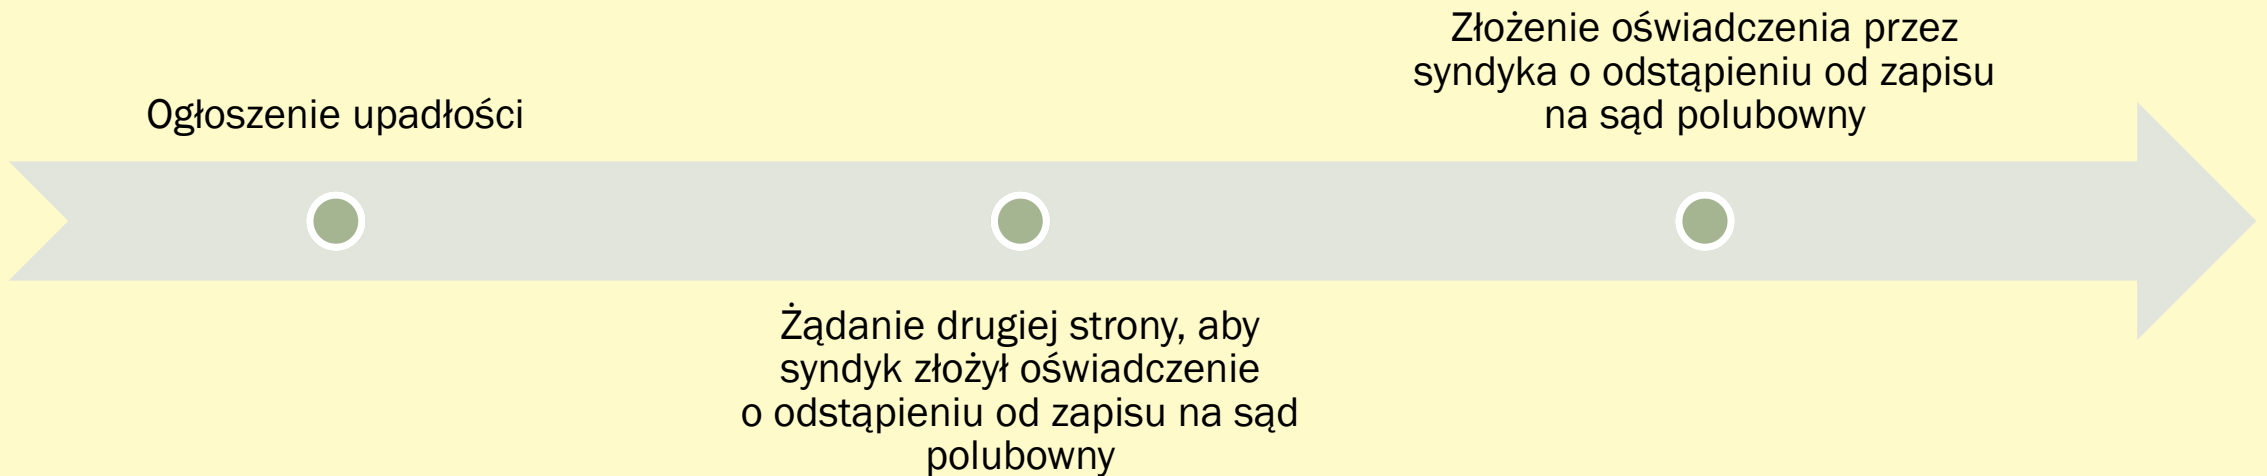 Ogłoszenie upadłości
Żądanie drugiej strony, aby
syndyk złożył oświadczenie
o odstąpieniu od zapisu na sąd
polubowny
Złożenie oświadczenia przez
syndyka o odstąpieniu od zapisu
na sąd polubowny